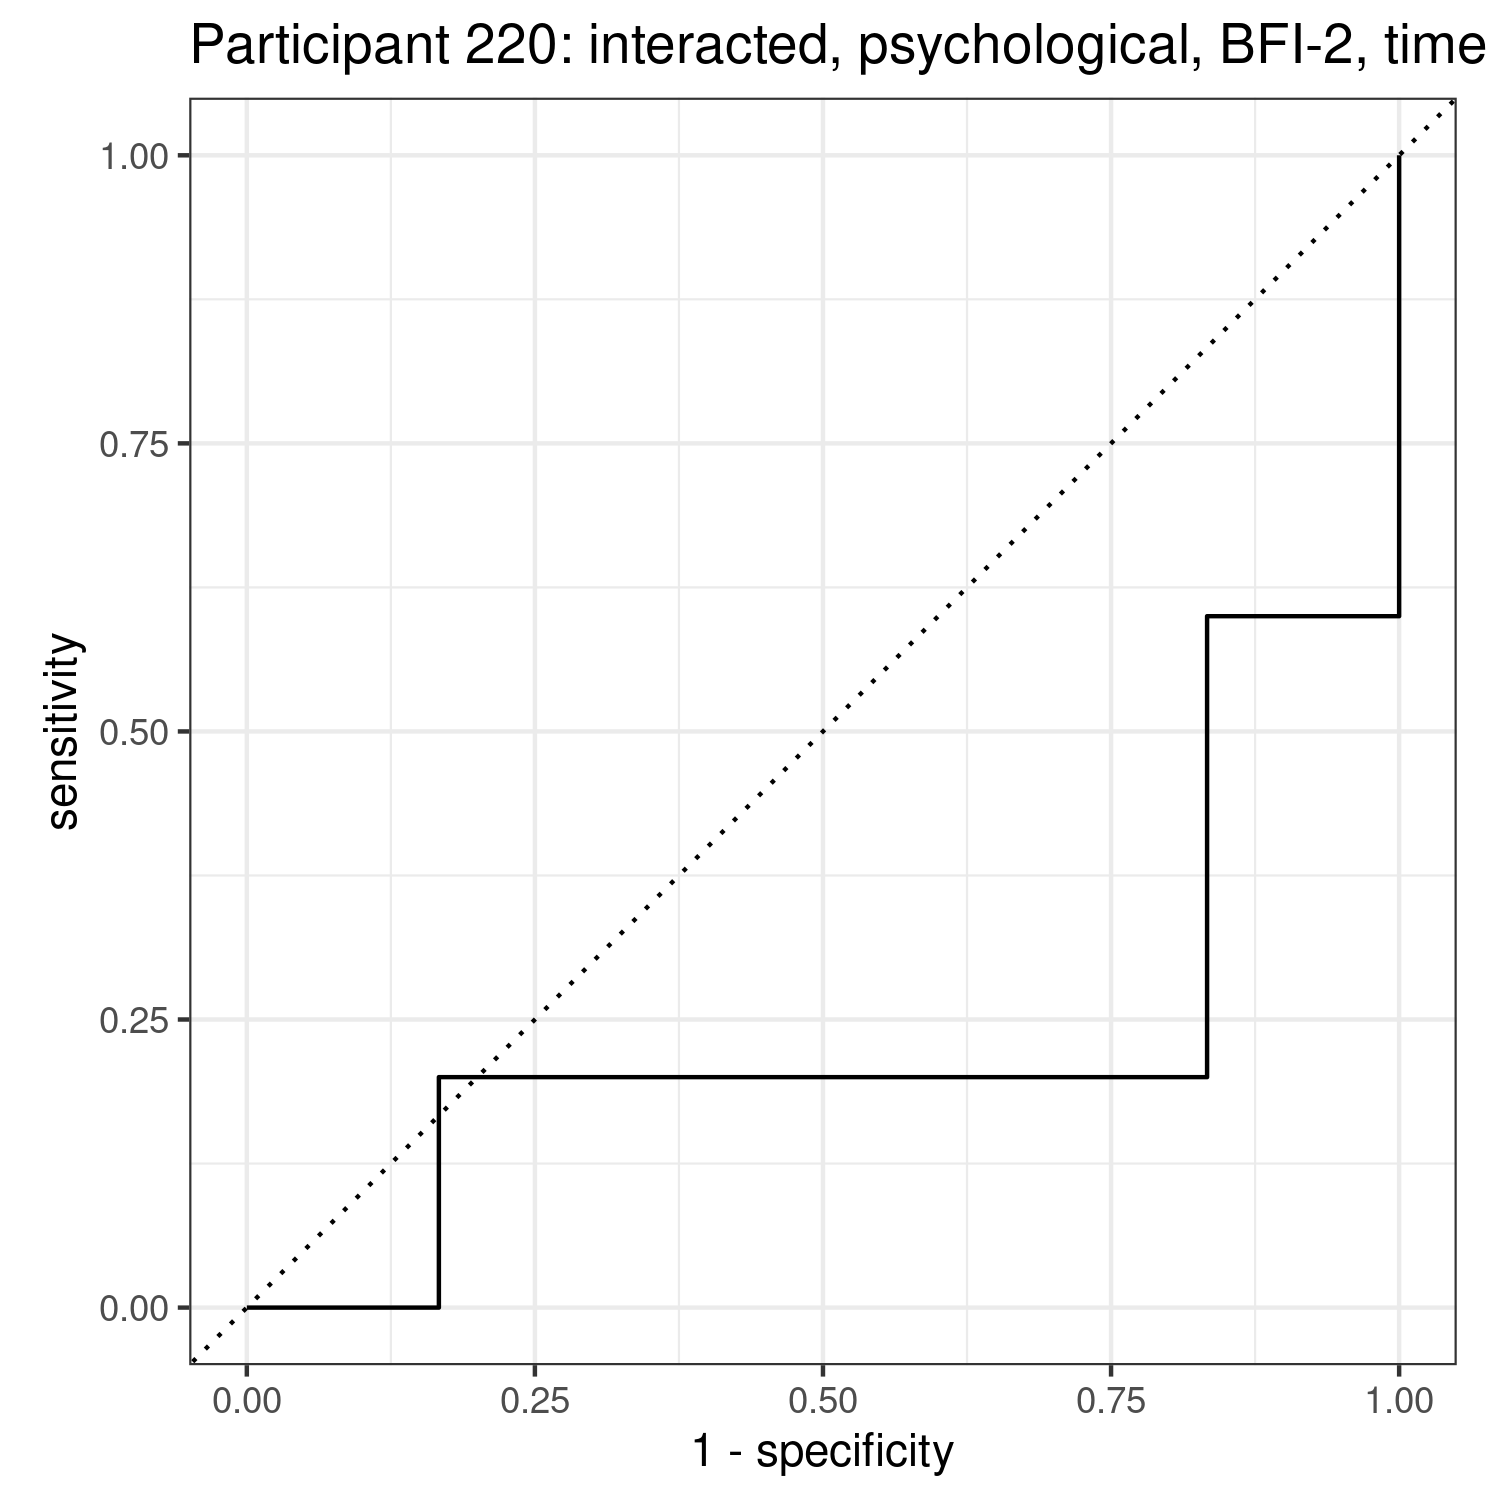 Participant 220: interacted, psychological, BFI-2, time
1.00
0.75
0.50
0.25
0.00
sensitivity
0.00 0.25 0.50 0.75 1.00
1 - specificity